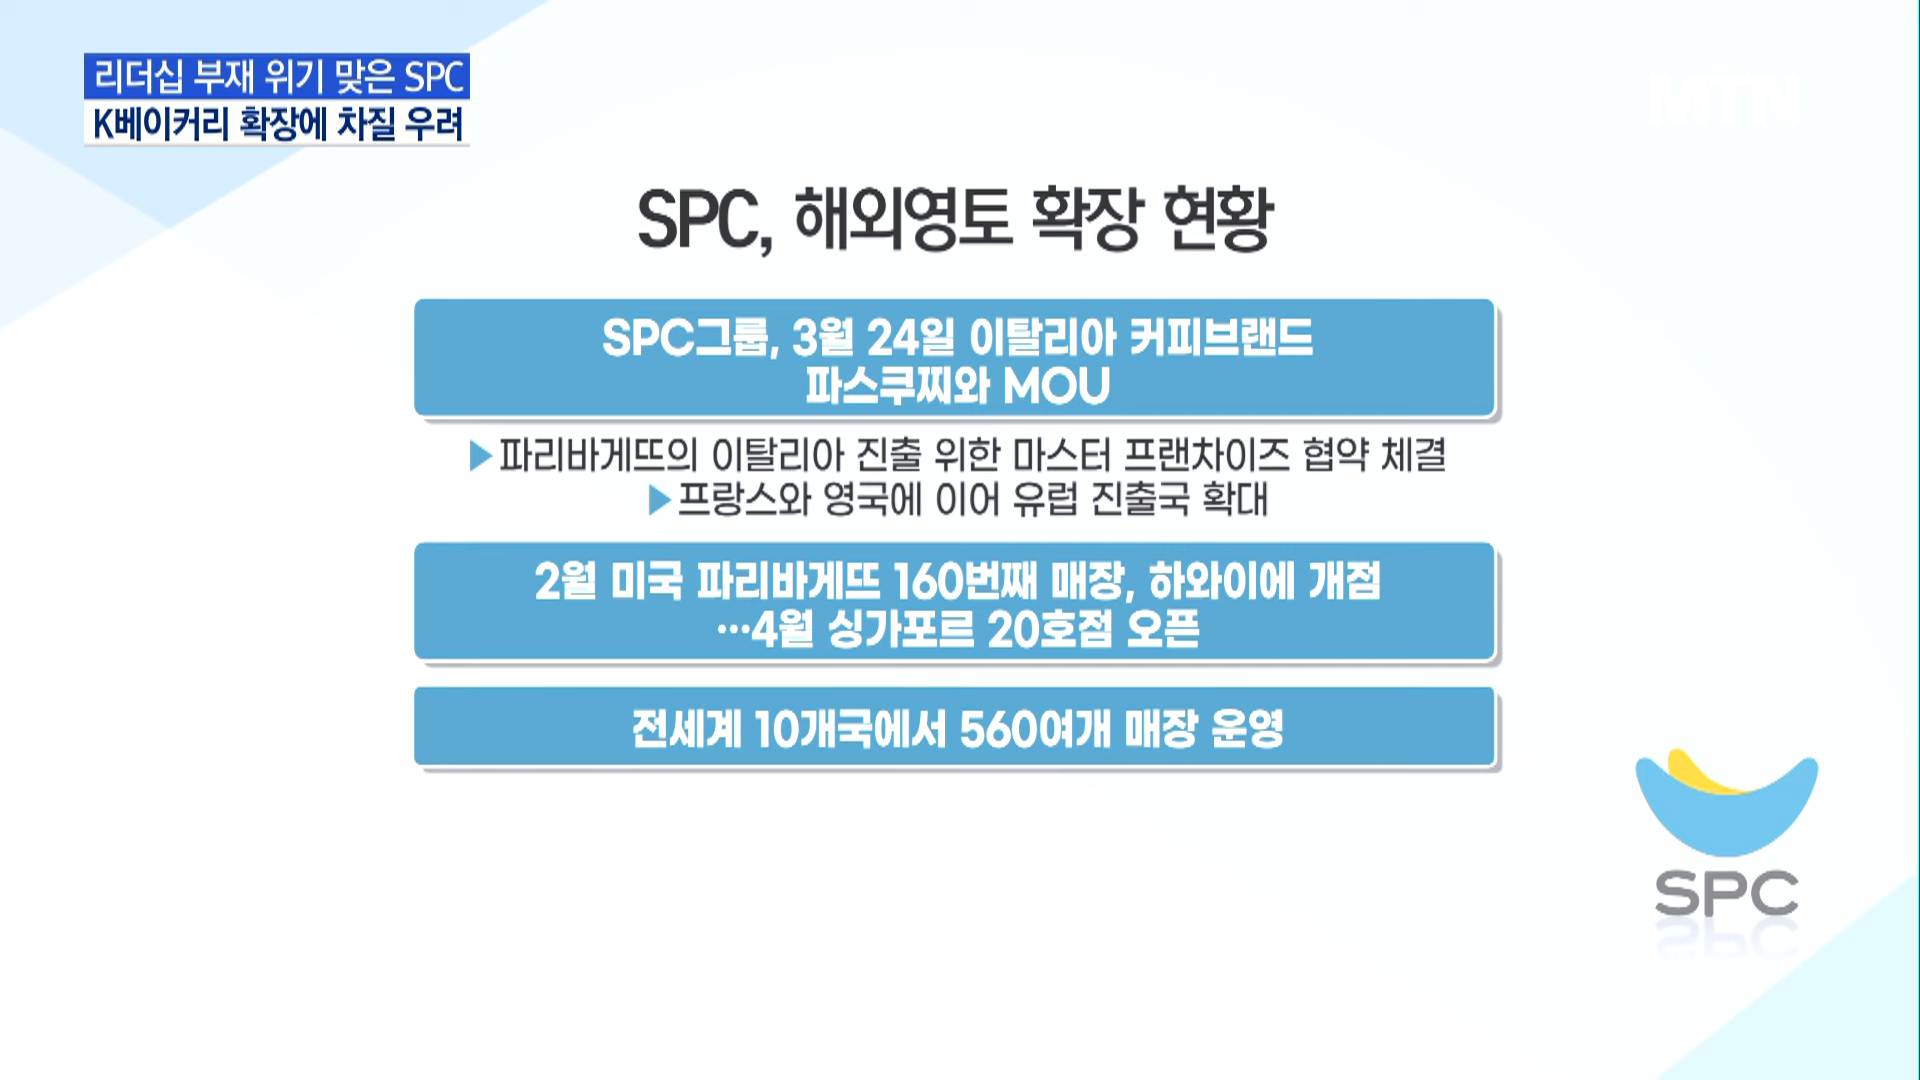 리더십 부재 위기 맞은 SPC
K베이커리 확장에 차질 우려
MTN
SPC, 해외영토 확장 현황
SPC그룹, 3월 24일 이탈리아 커피브랜드
파스쿠찌와 MOU
▶파리바게뜨의 이탈리아 진출 위한 마스터 프랜차이즈 협약 체결
▶프랑스와 영국에 이어 유럽 진출국 확대
2월 미국 파리바게뜨 160번째 매장, 하와이에 개점
…4월 싱가포르 20호점 오픈
전세계 10개국에서 560여개 매장 운영
SPC